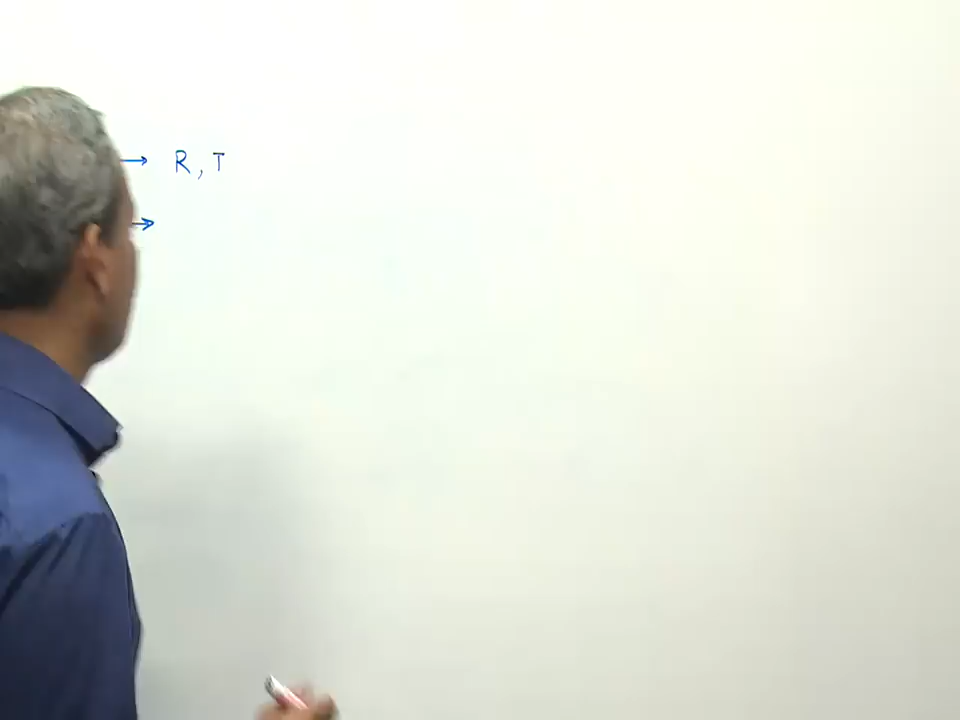 → R, T
→